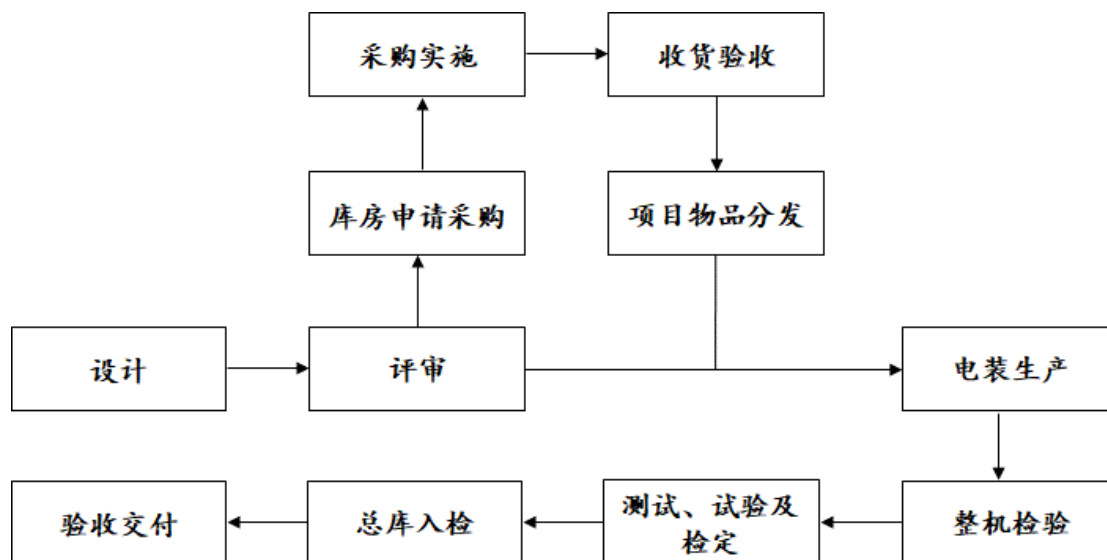 采购实施
收货验收
库房申请采购
项目物品分发
设计
评审
电装生产
验收交付
总库入检
测试、试验及
检定
整机检验